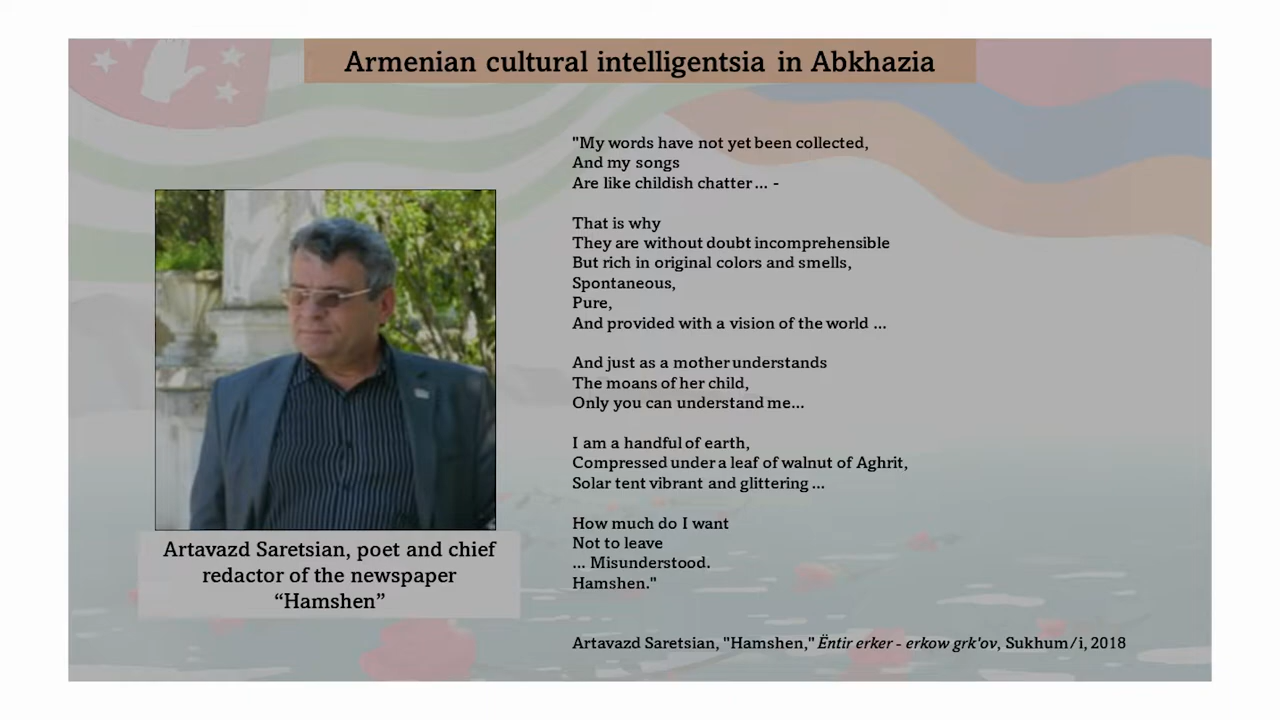 Armenian cultural intelligentsia in Abkhazia
"My words have not yet been collected,
And my songs
Are like childish chatter... -
That is why
They are without doubt incomprehensible
But rich in original colors and smells,
Spontaneous,
Pure,
And provided with a vision of the world ...
And just as a mother understands
The moans of her child,
Only you can understand me...
I am a handful of earth,
Compressed under a leaf of walnut of Aghrit,
Solar tent vibrant and glittering ...
How much do I want
Not to leave
... Misunderstood.
Hamshen."
Artavazd Saretsian, "Hamshen," Ëntir erker - erkow grk'ov, Sukhum/i, 2018
Artavazd Saretsian, poet and chief
redactor of the newspaper
“Hamshen”